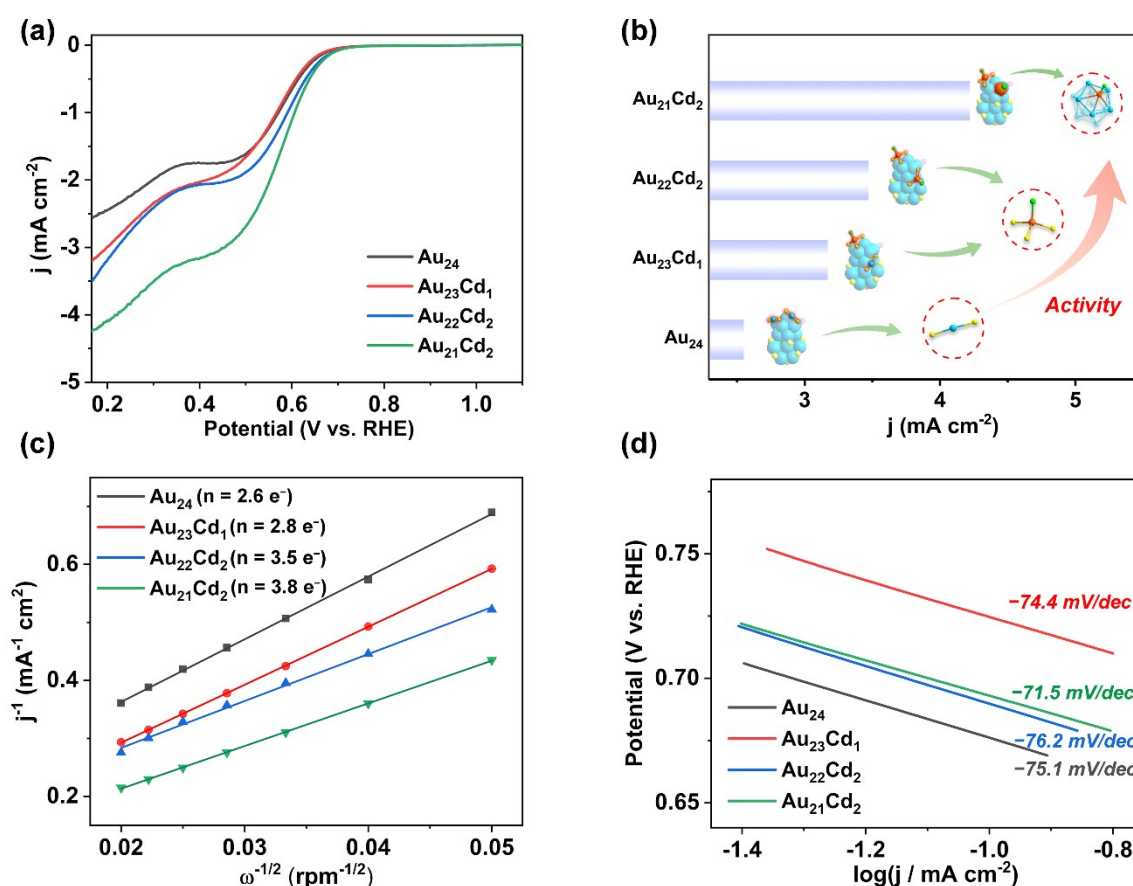 (a)
0
-1
-2
-3
-4
-5
j (mA cm⁻²)
Au₂₄
Au₂₃Cd₁
Au₂₂Cd₂
Au₂₁Cd₂
0.2 0.4 0.6 0.8 1.0
Potential (V vs. RHE)
(b)
Au₂₁Cd₂
Au₂₂Cd₂
Au₂₃Cd₁
Au₂₄
Activity
3 4 5
j (mA cm⁻²)
(c)
Au₂₄ (n = 2.6 e⁻)
Au₂₃Cd₁ (n = 2.8 e⁻)
Au₂₂Cd₂ (n = 3.5 e⁻)
Au₂₁Cd₂ (n = 3.8 e⁻)
0.6
0.4
0.2
j⁻¹ (mA⁻¹ cm²)
0.02 0.03 0.04 0.05
ω⁻¹/² (rpm⁻¹/²)
(d)
0.75
0.70
0.65
Potential (V vs. RHE)
−74.4 mV/dec
−71.5 mV/dec
−76.2 mV/dec
−75.1 mV/dec
Au₂₄
Au₂₃Cd₁
Au₂₂Cd₂
Au₂₁Cd₂
-1.4 -1.2 -1.0 -0.8
log(j / mA cm⁻²)